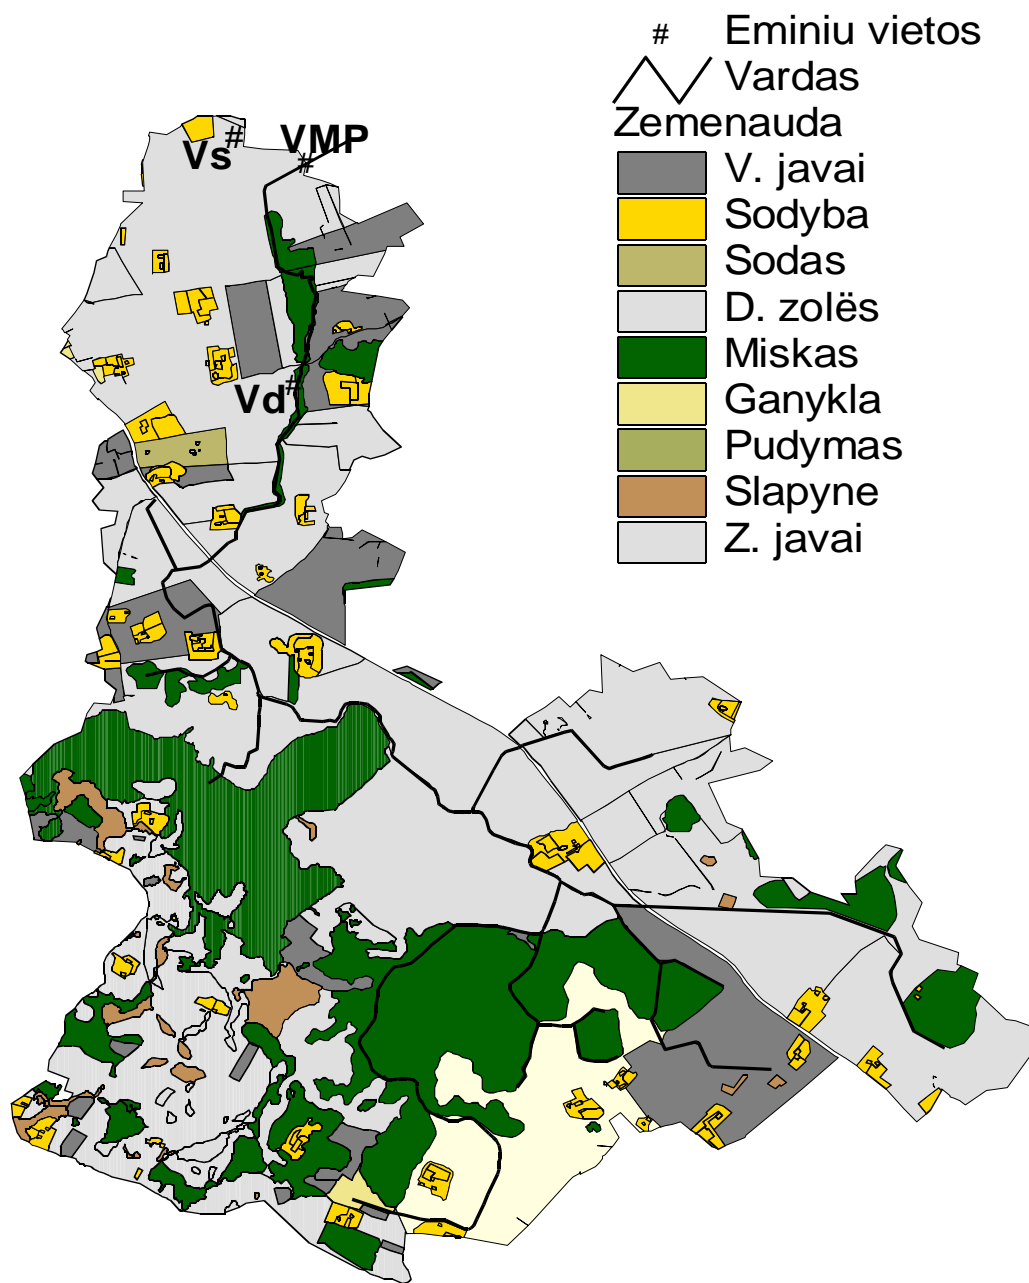 # Eminiu vietos
Vardas
Zemenauda
V. javai
Sodyba
Sodas
D. zolës
Miskas
Ganykla
Pudymas
Slapyne
Z. javai
# VMP
Vs #
Vd #